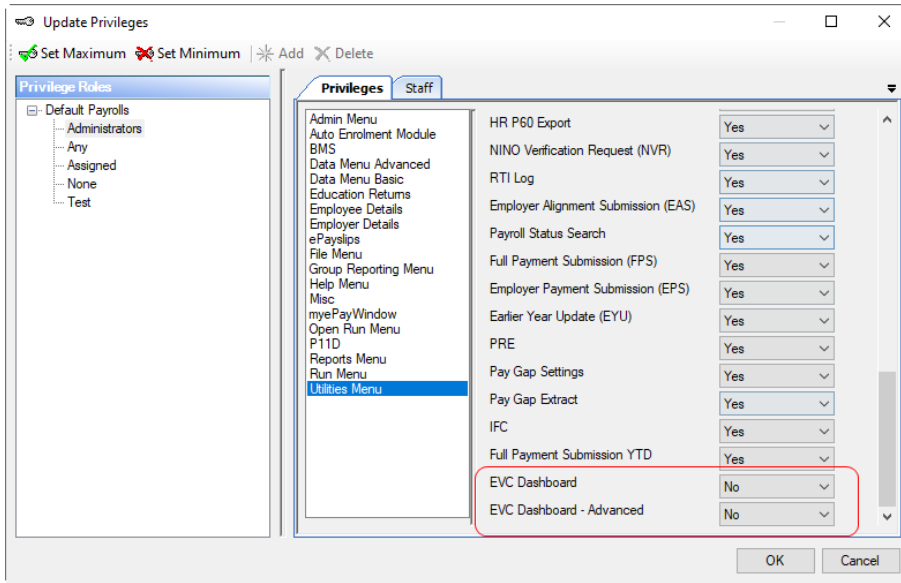 Update Privileges
Set Maximum Set Minimum Add Delete
Privilege Roles
Default Payrolls
Administrators
Any
Assigned
None
Test
Privileges Staff
Admin Menu
Auto Enrolment Module
BMS
Data Menu Advanced
Data Menu Basic
Education Returns
Employee Details
Employer Details
ePayslips
File Menu
Group Reporting Menu
Help Menu
Misc
myePayWindow
Open Run Menu
P11D
Reports Menu
Run Menu
Utilities Menu
HR P60 Export Yes
NINO Verification Request (NVR) Yes
RTI Log Yes
Employer Alignment Submission (EAS) Yes
Payroll Status Search Yes
Full Payment Submission (FPS) Yes
Employer Payment Submission (EPS) Yes
Earlier Year Update (EYU) Yes
PRE Yes
Pay Gap Settings Yes
Pay Gap Extract Yes
IFC Yes
Full Payment Submission YTD Yes
EVC Dashboard No
EVC Dashboard - Advanced No
OK Cancel